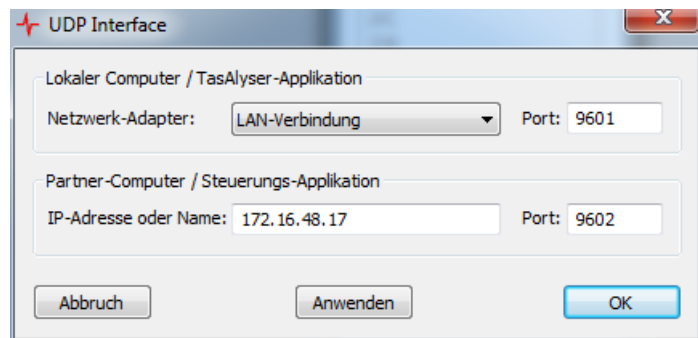 UDP Interface
Lokaler Computer / TasAlyser-Applikation
Netzwerk-Adapter: LAN-Verbindung Port: 9601
Partner-Computer / Steuerungs-Applikation
IP-Adresse oder Name: 172.16.48.17 Port: 9602
Abbruch Anwenden OK